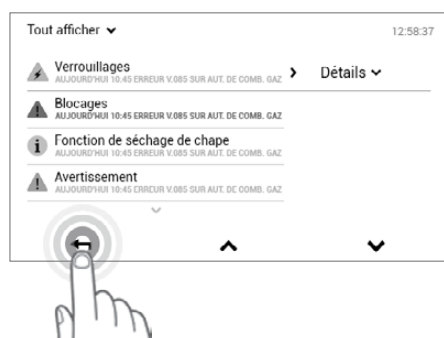 Tout afficher
12:58:37
Verrouillages
AUJOURD'HUI 10:45 ERREUR V.085 SUR AUT. DE COMB. GAZ
Détails
Blocages
AUJOURD'HUI 10:45 ERREUR V.085 SUR AUT. DE COMB. GAZ
Fonction de séchage de chape
AUJOURD'HUI 10:45 ERREUR V.085 SUR AUT. DE COMB. GAZ
Avertissement
AUJOURD'HUI 10:45 ERREUR V.085 SUR AUT. DE COMB. GAZ